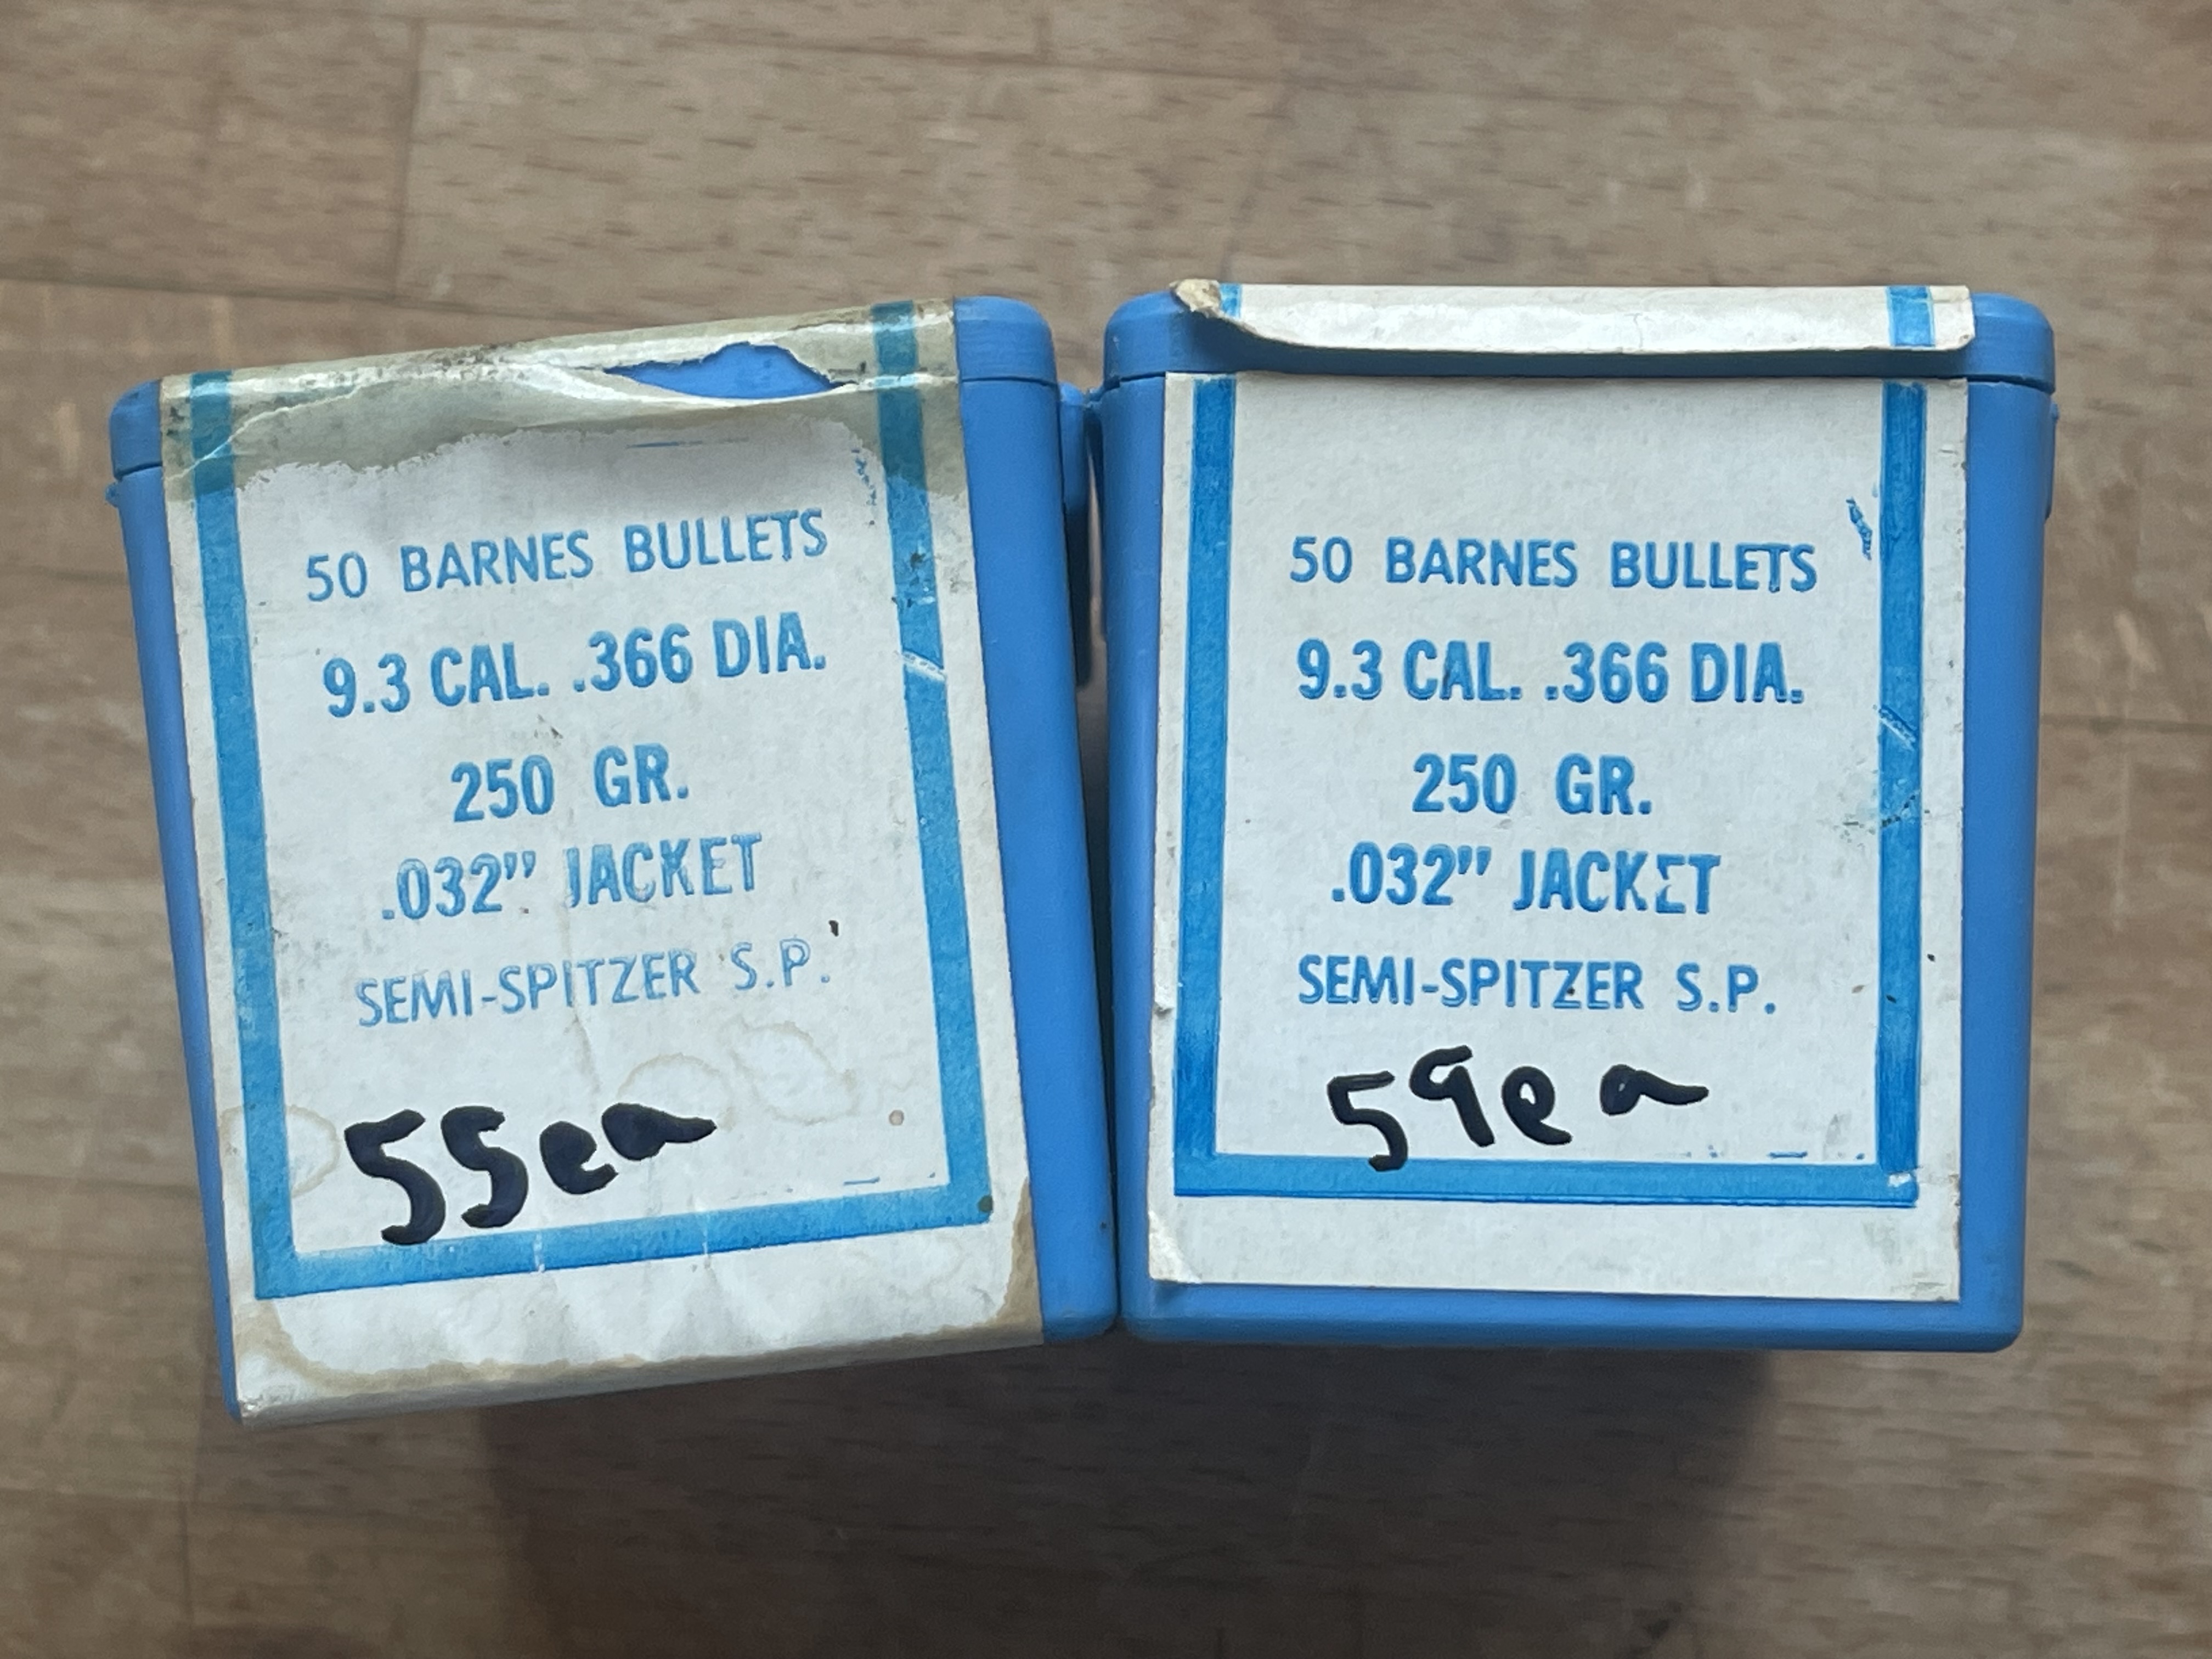 50 BARNES BULLETS
9.3 CAL. .366 DIA.
250 GR.
.032" JACKET
SEMI-SPITZER S.P.
55ea
50 BARNES BULLETS
9.3 CAL. .366 DIA.
250 GR.
.032" JACKET
SEMI-SPITZER S.P.
59ea